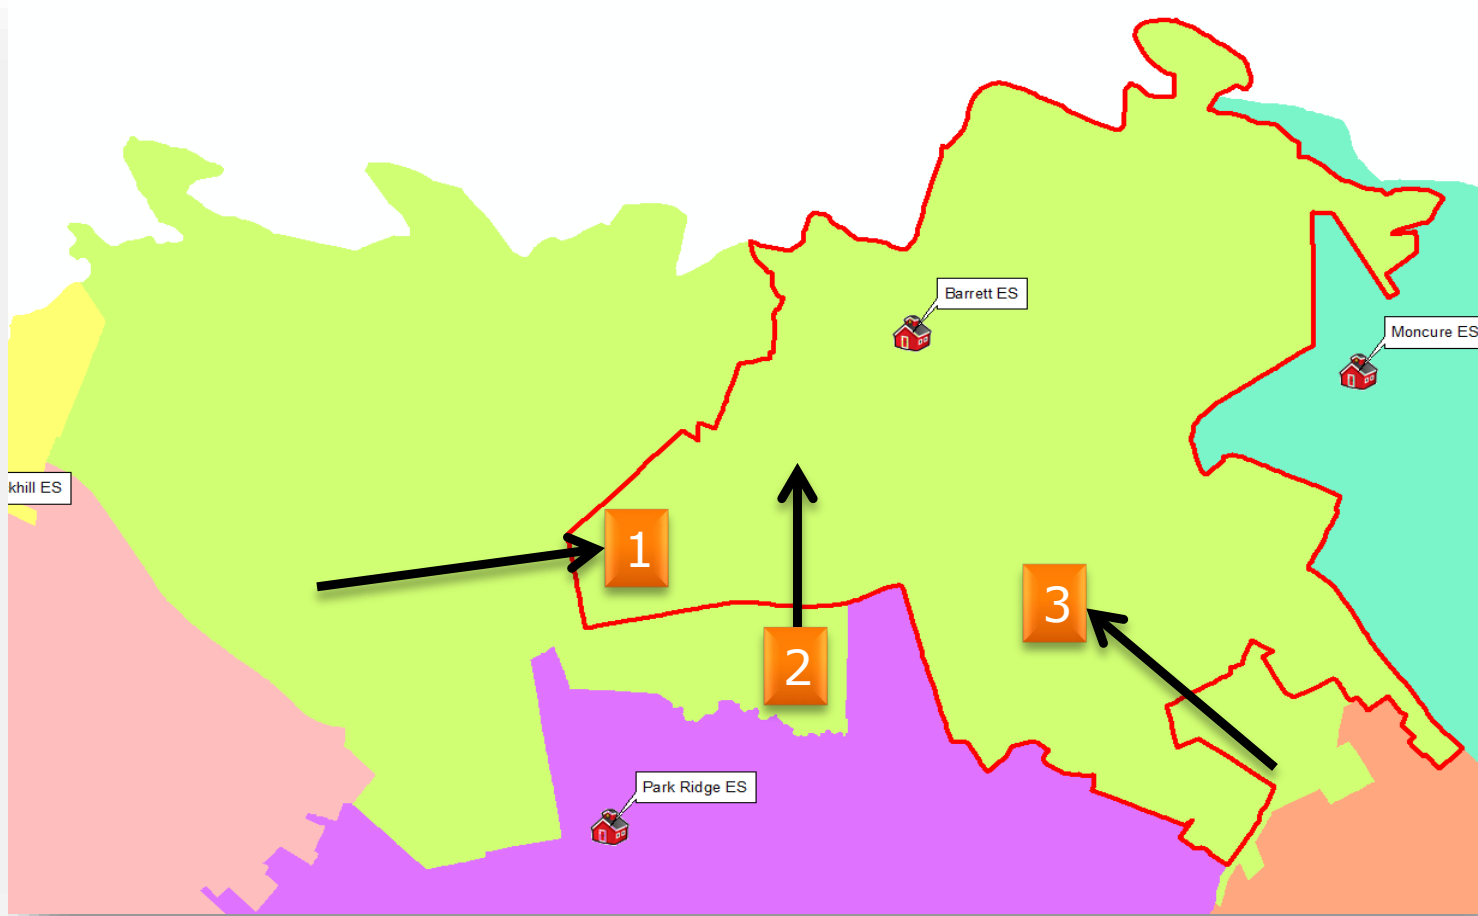 Barrett ES
Moncure ES
khill ES
1
3
2
Park Ridge ES